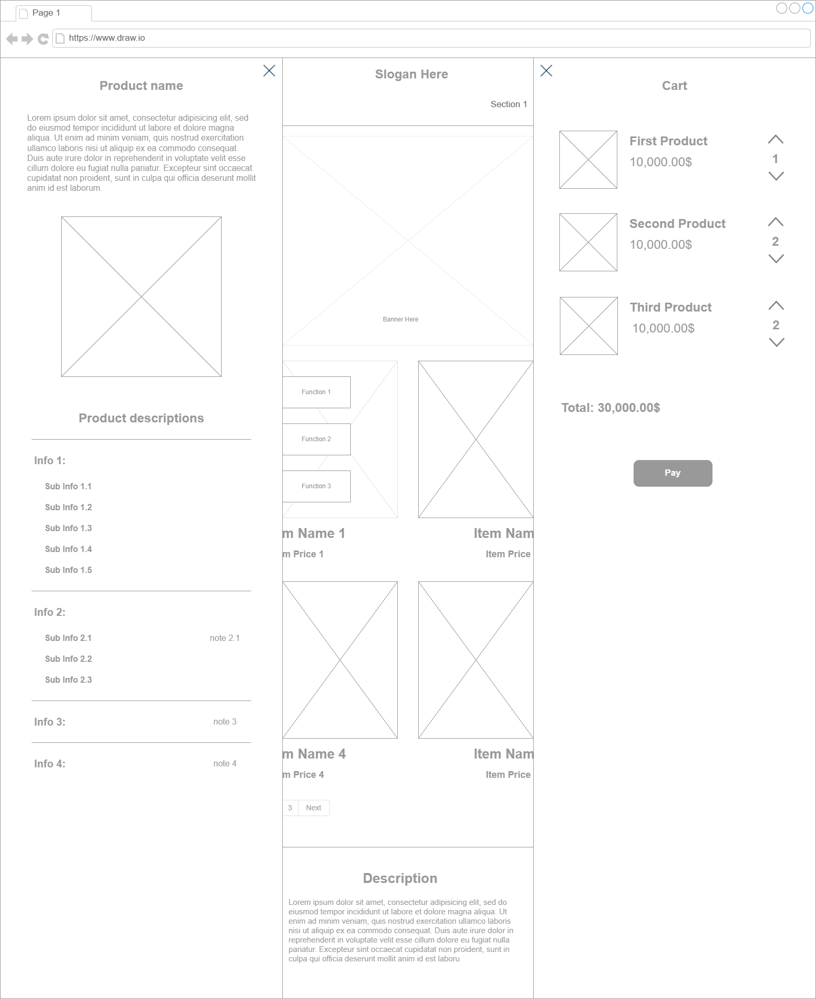 Page 1
https://www.draw.io
Product name
Lorem ipsum dolor sit amet, consectetur adipisicing elit, sed
do eiusmod tempor incididunt ut labore et dolore magna
aliqua. Ut enim ad minim veniam, quis nostrud exercitation
ullamco laboris nisi ut aliquip ex ea commodo consequat.
Duis aute irure dolor in reprehenderit in voluptate velit esse
cillum dolore eu fugiat nulla pariatur. Excepteur sint occaecat
cupidatat non proident, sunt in culpa qui officia deserunt mollit
anim id est laborum.
Product descriptions
Info 1:
Sub Info 1.1
Sub Info 1.2
Sub Info 1.3
Sub Info 1.4
Sub Info 1.5
Info 2:
Sub Info 2.1 note 2.1
Sub Info 2.2
Sub Info 2.3
Info 3: note 3
Info 4: note 4
Slogan Here
Section 1
Banner Here
Function 1
Function 2
Function 3
m Name 1 Item Nam
m Price 1 Item Price
m Name 4 Item Nam
m Price 4 Item Price
3 Next
Description
Lorem ipsum dolor sit amet, consectetur adipisicing elit, sed do
eiusmod tempor incididunt ut labore et dolore magna aliqua. Ut
enim ad minim veniam, quis nostrud exercitation ullamco laboris
nisi ut aliquip ex ea commodo consequat. Duis aute irure dolor in
reprehenderit in voluptate velit esse cillum dolore eu fugiat nulla
pariatur. Excepteur sint occaecat cupidatat non proident, sunt in
culpa qui officia deserunt mollit anim id est laboru
Cart
First Product
10,000.00$
1
Second Product
10,000.00$
2
Third Product
10,000.00$
2
Total: 30,000.00$
Pay